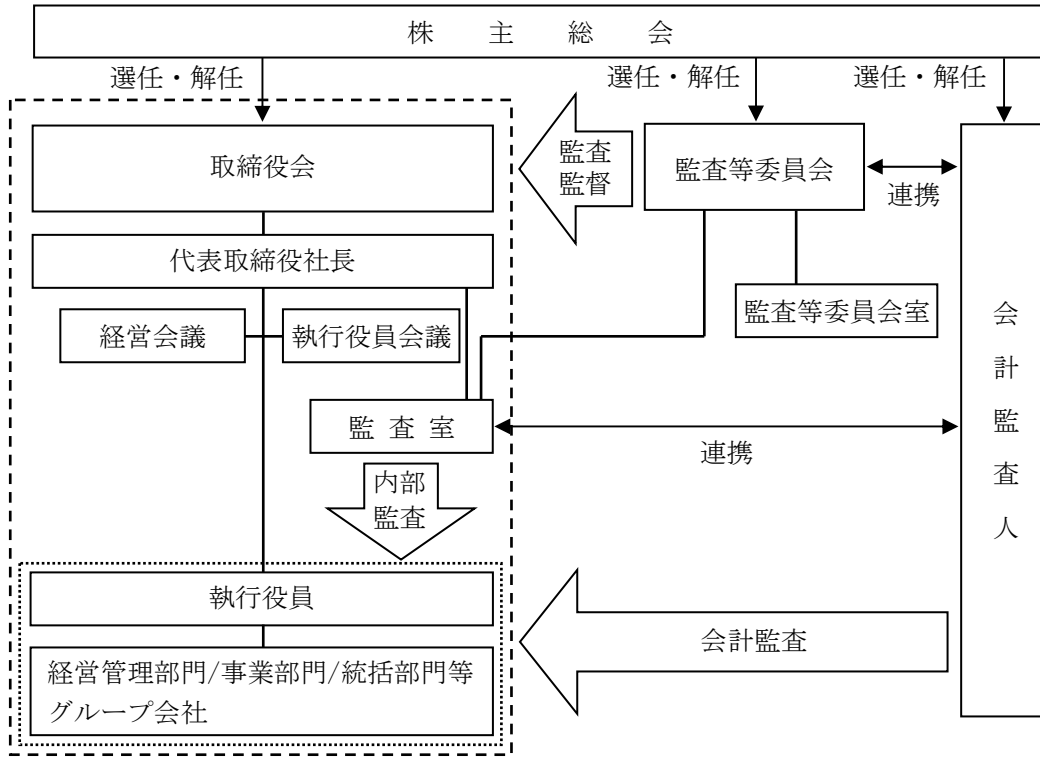 株主総会
選任・解任
選任・解任
選任・解任
取締役会
監査
監督
監査等委員会
連携
代表取締役社長
経営会議
執行役員会議
監査等委員会室
監査室
連携
会計監査人
内部
監査
執行役員
会計監査
経営管理部門/事業部門/統括部門等
グループ会社